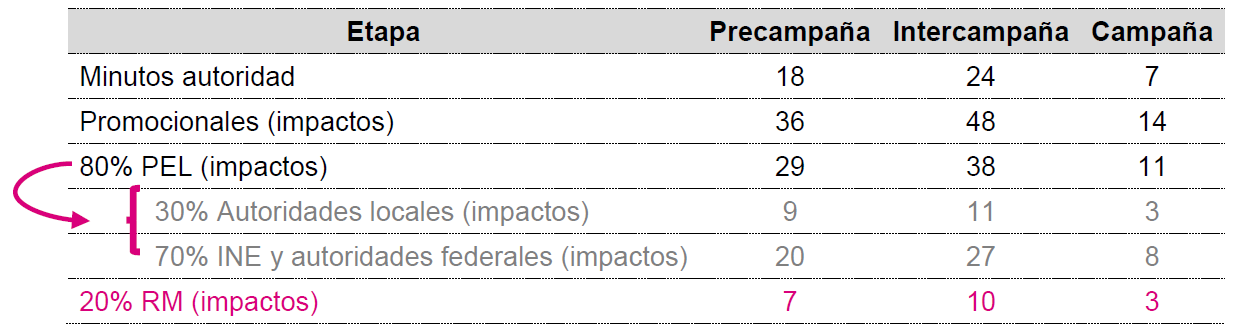 Etapa Precampaña Intercampaña Campaña
Minutos autoridad 18 24 7
Promocionales (impactos) 36 48 14
80% PEL (impactos) 29 38 11
30% Autoridades locales (impactos) 9 11 3
70% INE y autoridades federales (impactos) 20 27 8
20% RM (impactos) 7 10 3